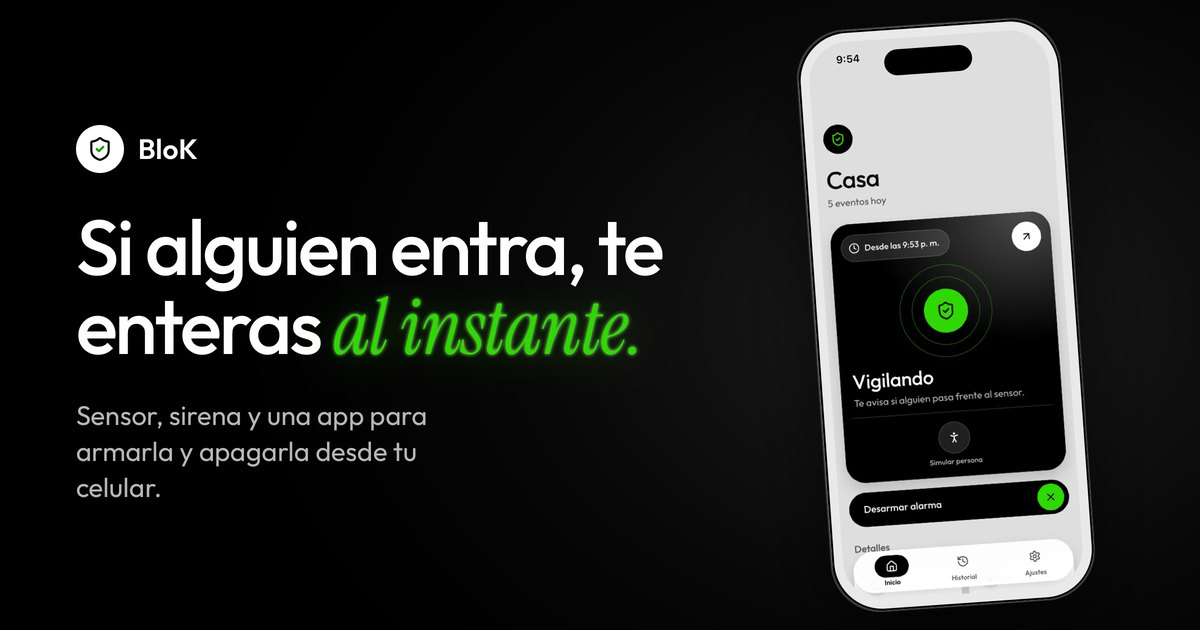 BloK
Si alguien entra, te
enteras al instante.
Sensor, sirena y una app para
armarla y apagarla desde tu
celular.
9:54
Casa
5 eventos hoy
Desde las 9:53 p. m.
Vigilando
Te avisa si alguien pasa frente al sensor.
Simular persona
Desarmar alarma
Detalles
Inicio
Historial
Ajustes